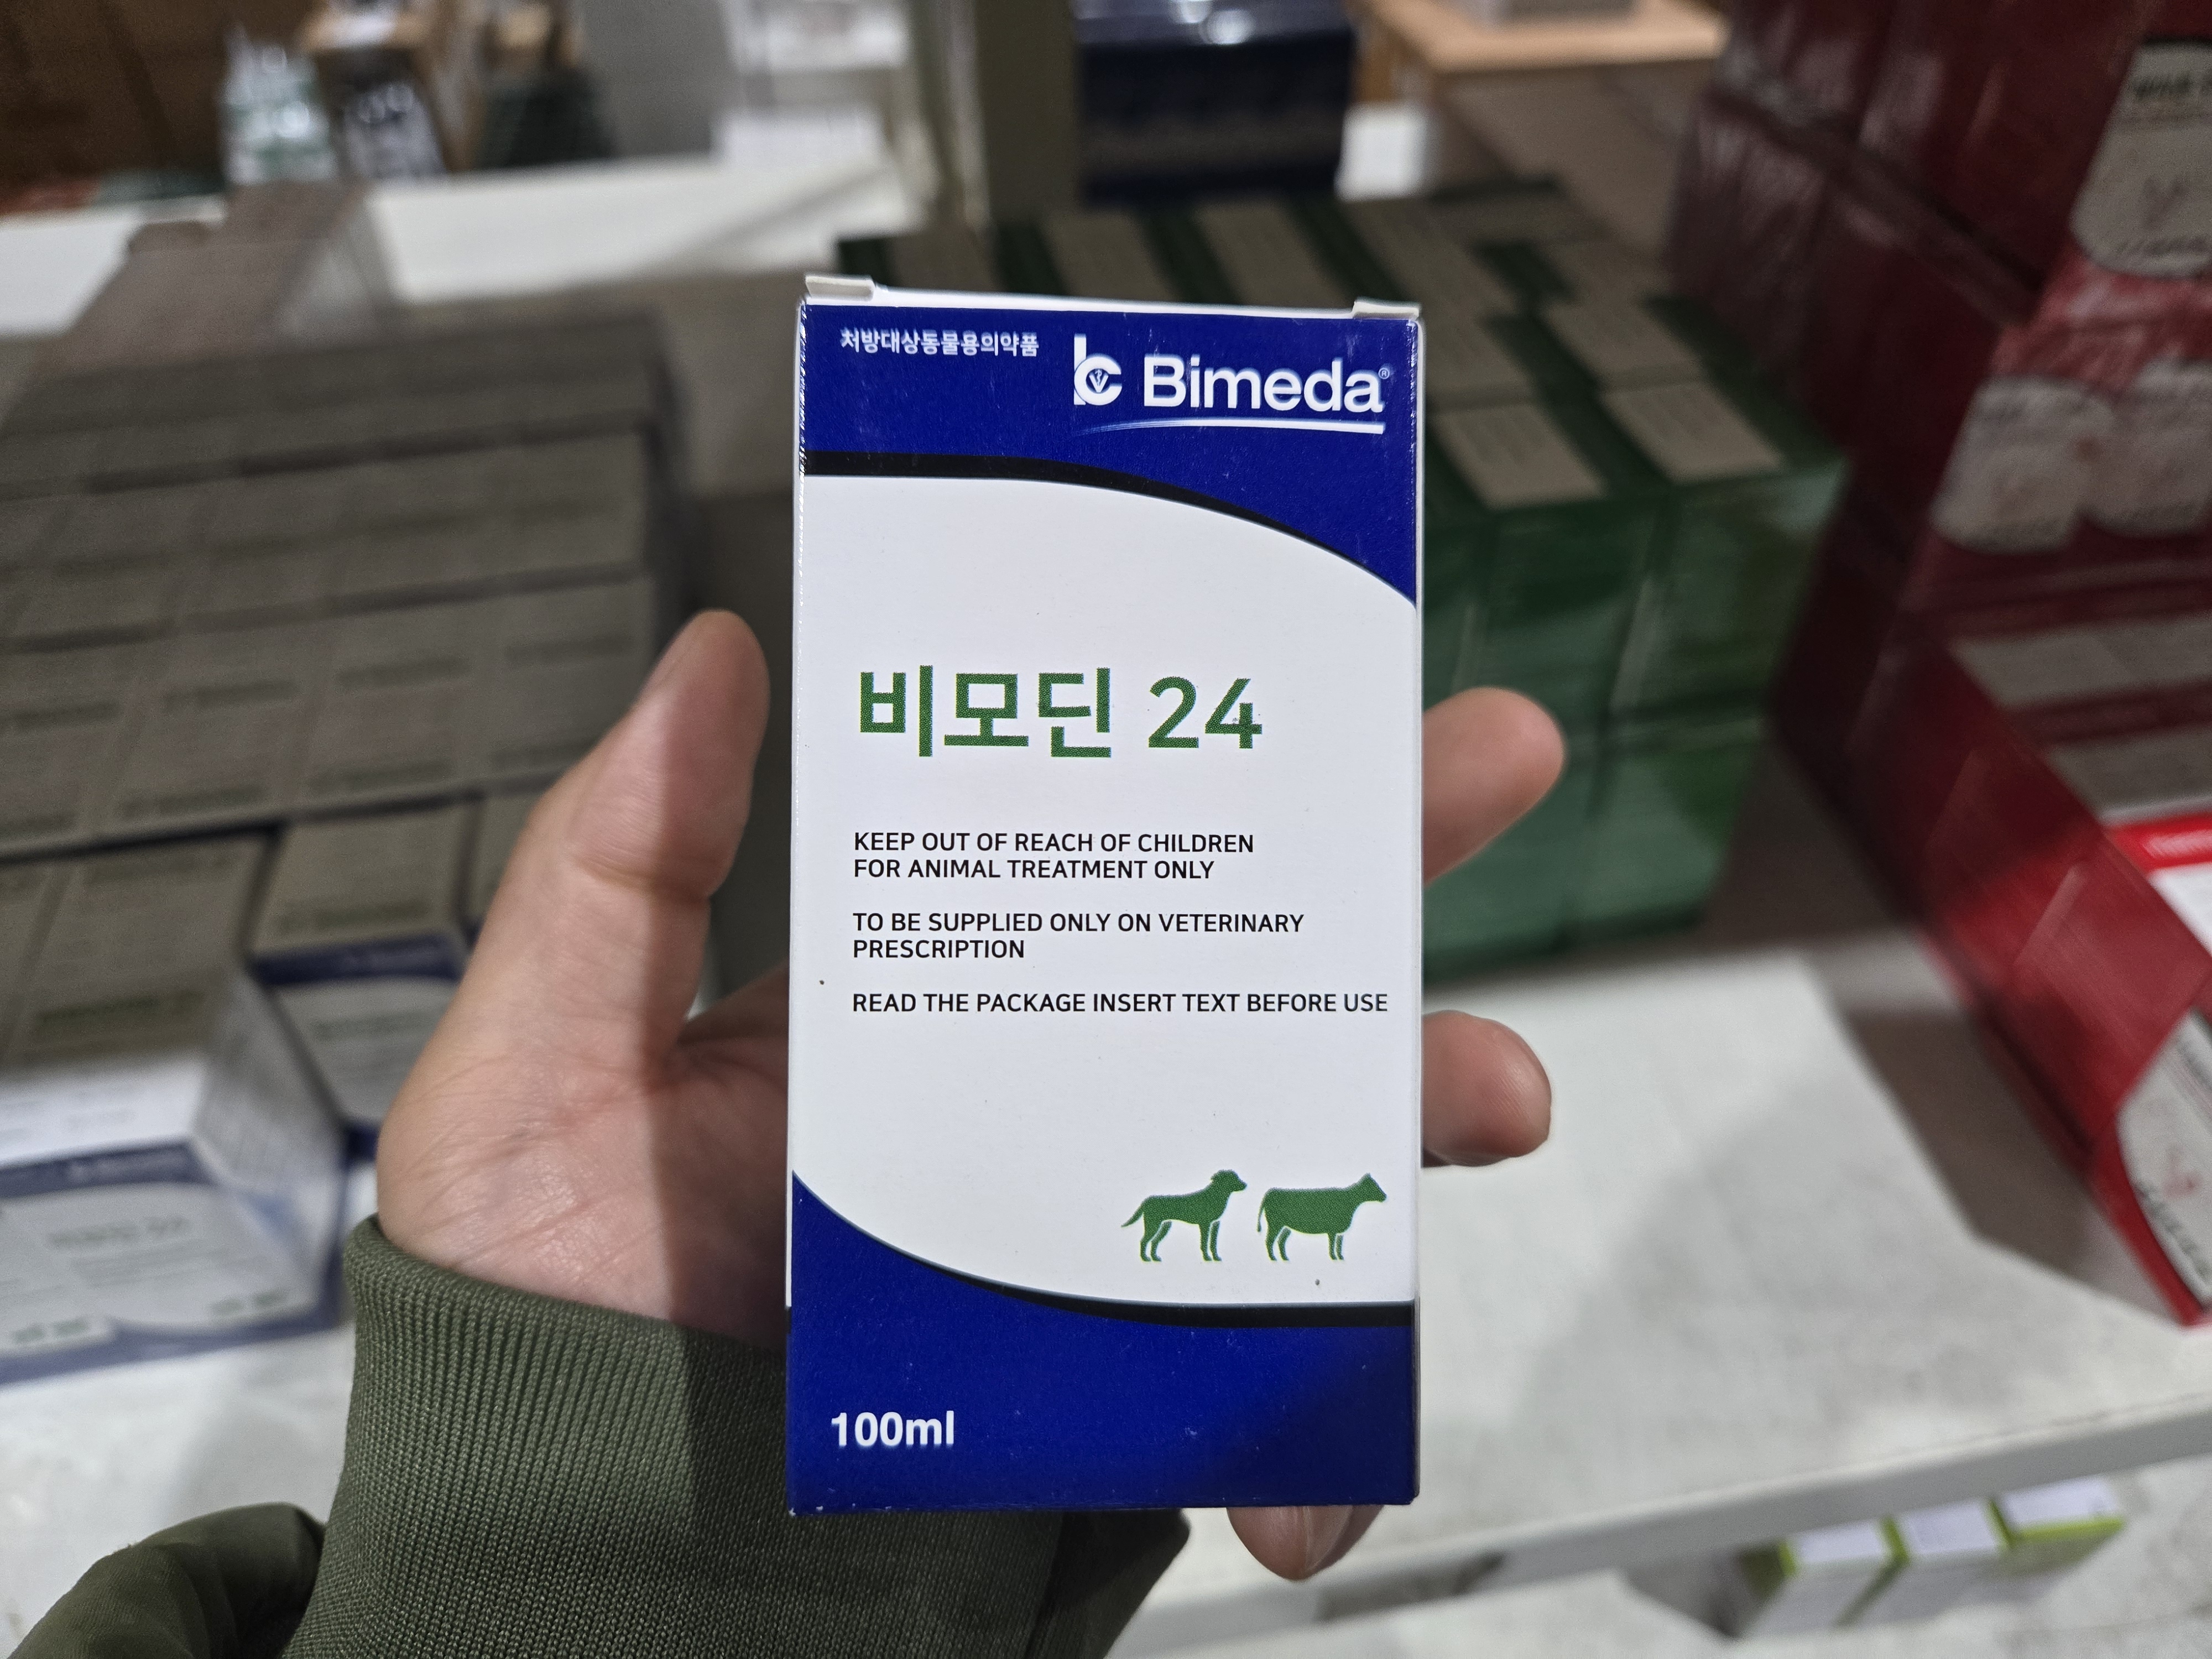 처방대상동물용의약품
Bimeda®
비모딘 24
KEEP OUT OF REACH OF CHILDREN
FOR ANIMAL TREATMENT ONLY
TO BE SUPPLIED ONLY ON VETERINARY
PRESCRIPTION
READ THE PACKAGE INSERT TEXT BEFORE USE
100ml